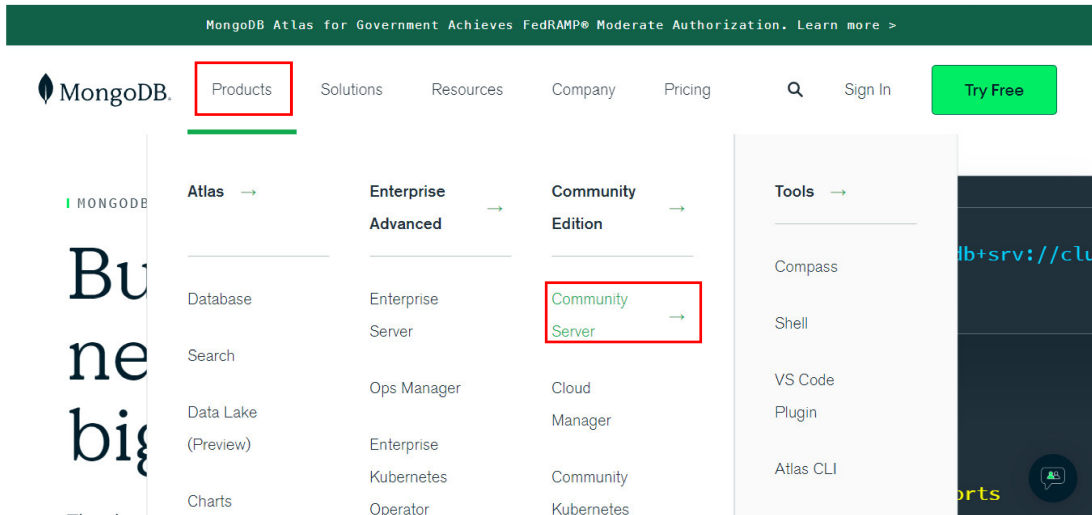 MongoDB Atlas for Government Achieves FedRAMP® Moderate Authorization. Learn more >
MongoDB.
Products
Solutions
Resources
Company
Pricing
Sign In
Try Free
MONGODB
Bu
ne
big
Atlas →
Database
Search
Data Lake
(Preview)
Charts
Enterprise
Advanced →
Enterprise
Server
Ops Manager
Enterprise
Kubernetes
Operator
Community
Edition →
Community
Server →
Cloud
Manager
Community
Kubernetes
Tools →
Compass
Shell
VS Code
Plugin
Atlas CLI
db+srv://clu
orts